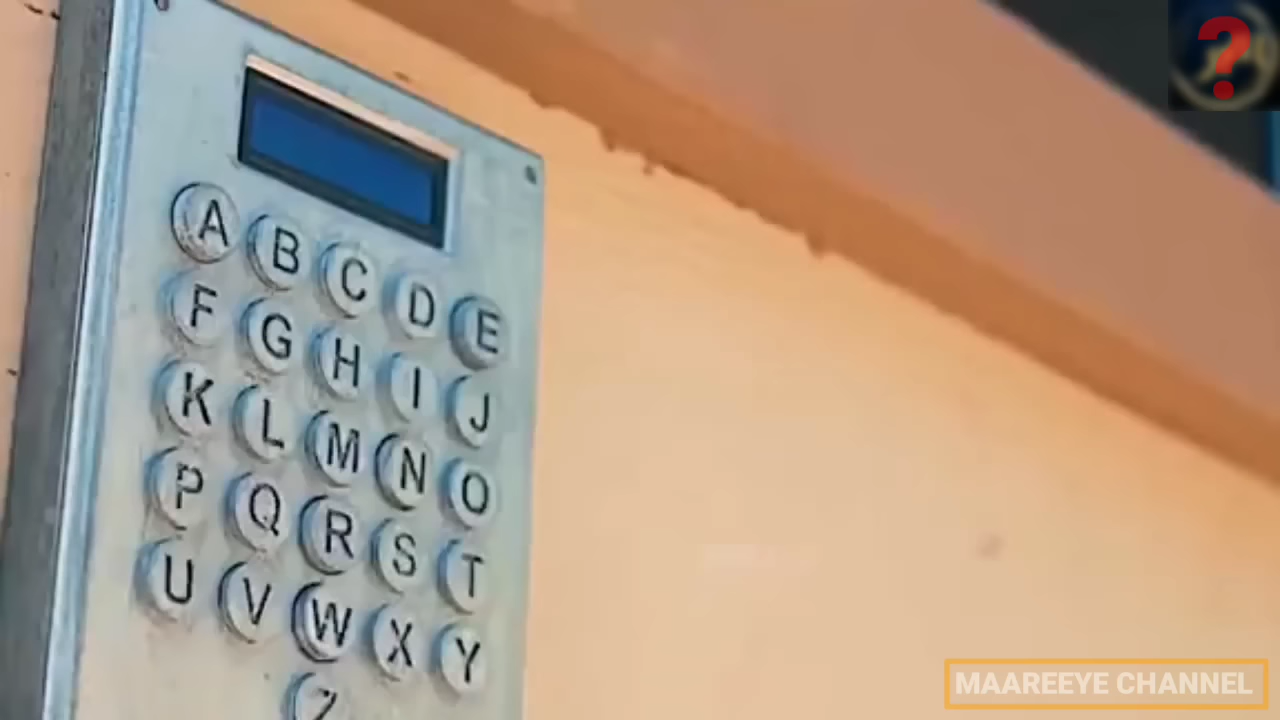 ?
A B C D E
F G H I J
K L M N O
P Q R S T
U V W X Y
Z
MAAREEYE CHANNEL